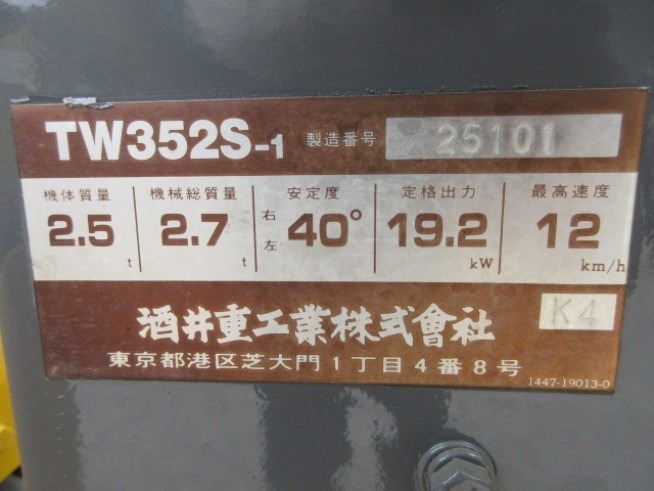 TW352S-1 製造番号 25101
機体質量 機械総質量 安定度 定格出力 最高速度
2.5 t 2.7 t 右 左 40° 19.2 kW 12 km/h
酒井重工業株式會社 K4
東京都港区芝大門1丁目4番8号
1447-19013-0